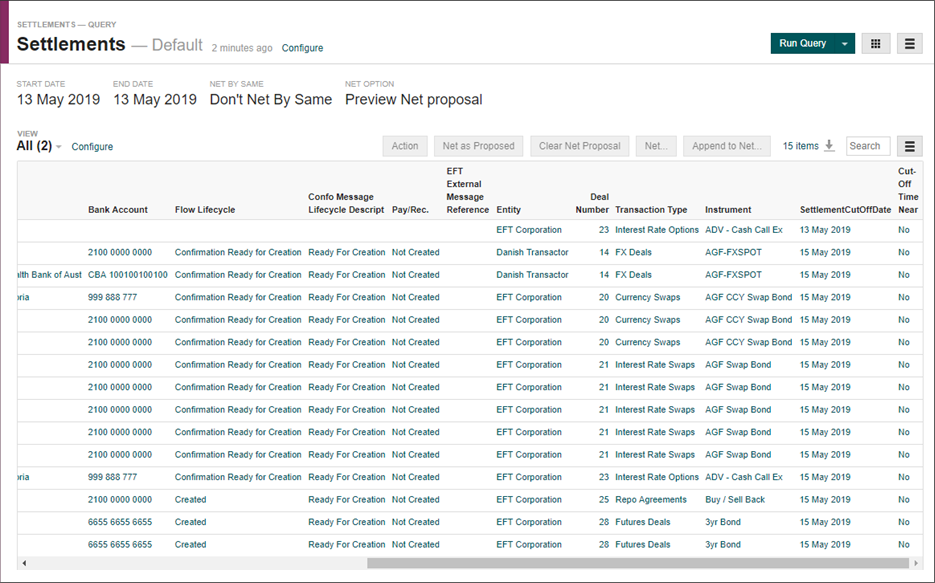 SETTLEMENTS — QUERY
Settlements — Default 2 minutes ago Configure
Run Query
START DATE END DATE NET BY SAME NET OPTION
13 May 2019 13 May 2019 Don't Net By Same Preview Net proposal
VIEW
All (2) Configure
Action Net as Proposed Clear Net Proposal Net... Append to Net... 15 items Search
Bank Account Flow Lifecycle Confo Message Lifecycle Descript Pay/Rec. EFT External Message Reference Entity Deal Number Transaction Type Instrument SettlementCutOffDate Cut-Off Time Near
EFT Corporation 23 Interest Rate Options ADV - Cash Call Ex 13 May 2019 No
2100 0000 0000 Confirmation Ready for Creation Ready For Creation Not Created Danish Transactor 14 FX Deals AGF-FXSPOT 15 May 2019 No
lth Bank of Aust CBA 100100100100 Confirmation Ready for Creation Ready For Creation Not Created Danish Transactor 14 FX Deals AGF-FXSPOT 15 May 2019 No
oria 999 888 777 Confirmation Ready for Creation Ready For Creation Not Created EFT Corporation 20 Currency Swaps AGF CCY Swap Bond 15 May 2019 No
2100 0000 0000 Confirmation Ready for Creation Ready For Creation Not Created EFT Corporation 20 Currency Swaps AGF CCY Swap Bond 15 May 2019 No
2100 0000 0000 Confirmation Ready for Creation Ready For Creation Not Created EFT Corporation 20 Currency Swaps AGF CCY Swap Bond 15 May 2019 No
2100 0000 0000 Confirmation Ready for Creation Ready For Creation Not Created EFT Corporation 21 Interest Rate Swaps AGF Swap Bond 15 May 2019 No
2100 0000 0000 Confirmation Ready for Creation Ready For Creation Not Created EFT Corporation 21 Interest Rate Swaps AGF Swap Bond 15 May 2019 No
2100 0000 0000 Confirmation Ready for Creation Ready For Creation Not Created EFT Corporation 21 Interest Rate Swaps AGF Swap Bond 15 May 2019 No
2100 0000 0000 Confirmation Ready for Creation Ready For Creation Not Created EFT Corporation 21 Interest Rate Swaps AGF Swap Bond 15 May 2019 No
2100 0000 0000 Confirmation Ready for Creation Ready For Creation Not Created EFT Corporation 21 Interest Rate Swaps AGF Swap Bond 15 May 2019 No
oria 999 888 777 Confirmation Ready for Creation Ready For Creation Not Created EFT Corporation 23 Interest Rate Options ADV - Cash Call Ex 15 May 2019 No
2100 0000 0000 Created Ready For Creation Not Created EFT Corporation 25 Repo Agreements Buy / Sell Back 15 May 2019 No
6655 6655 6655 Created Ready For Creation Not Created EFT Corporation 28 Futures Deals 3yr Bond 15 May 2019 No
6655 6655 6655 Created Ready For Creation Not Created EFT Corporation 28 Futures Deals 3yr Bond 15 May 2019 No